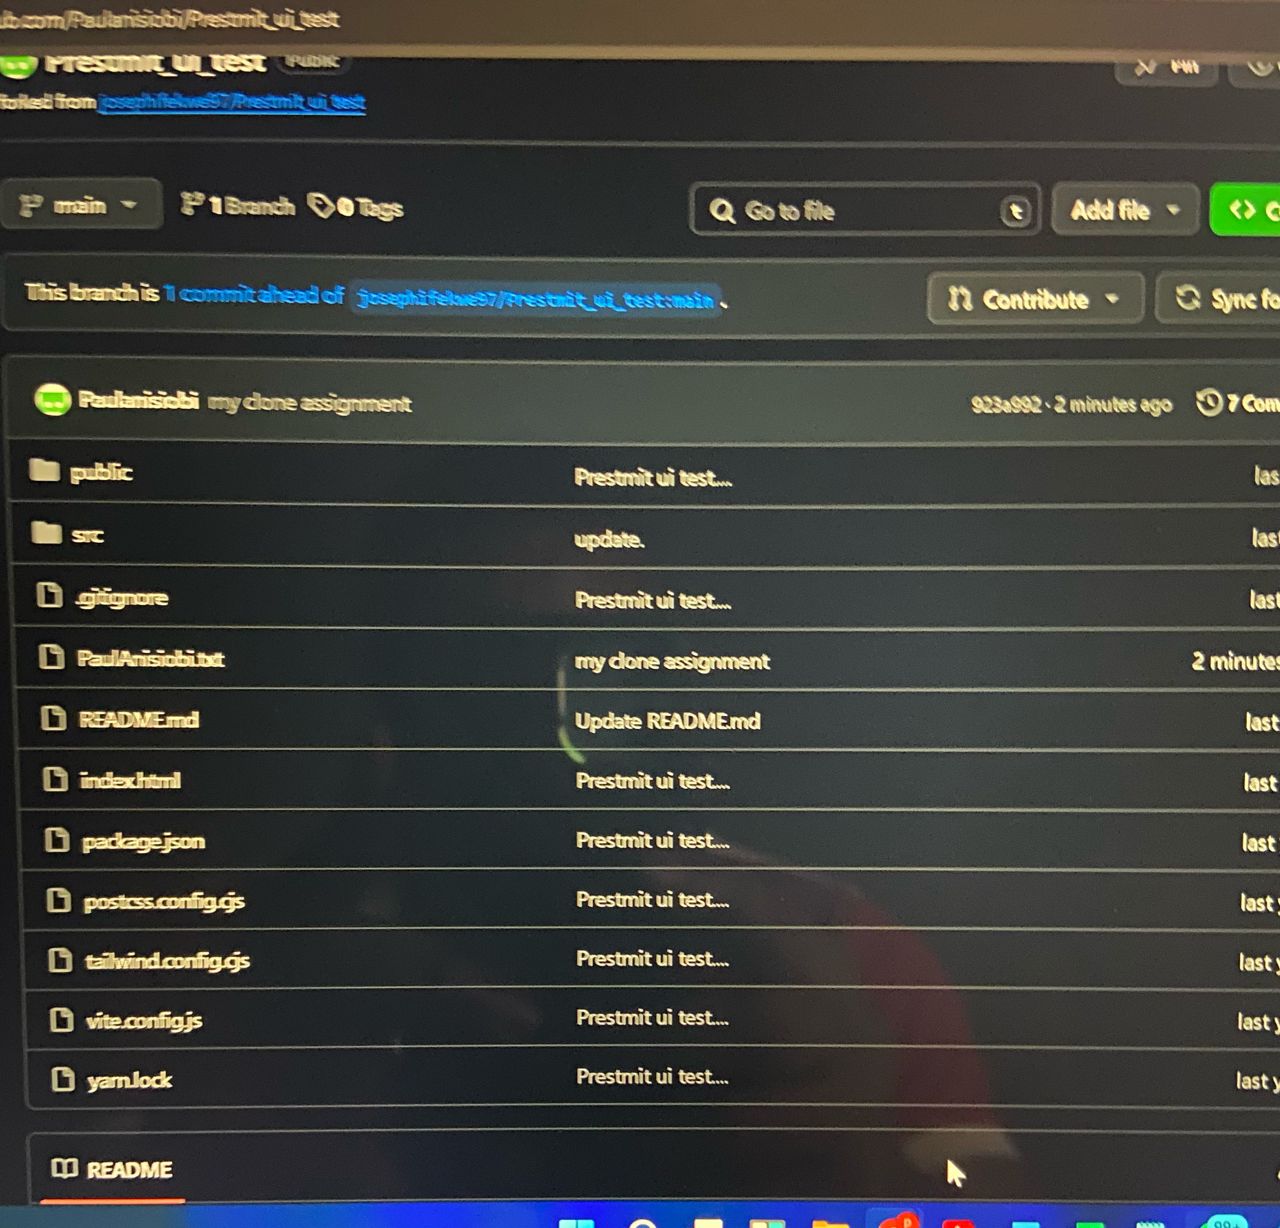 ub.com/Paulanisiobi/Prestmit_ui_test
Prestmit_ui_test Public Pin
forked from josephifekwe97/Prestmit_ui_test
main 1 Branch 0 Tags Go to file t Add file
This branch is 1 commit ahead of josephifekwe97/Prestmit_ui_test:main . Contribute Sync fo
Paulanisiobi my clone assignment 923a992 · 2 minutes ago 7 Com
public Prestmit ui test.... las
src update. las
.gitignore Prestmit ui test.... last
PaulAnisiobi.txt my clone assignment 2 minutes
README.md Update README.md last
index.html Prestmit ui test.... last
package.json Prestmit ui test.... last
postcss.config.cjs Prestmit ui test.... last y
tailwind.config.cjs Prestmit ui test.... last y
vite.config.js Prestmit ui test.... last y
yarn.lock Prestmit ui test.... last y
README
99+